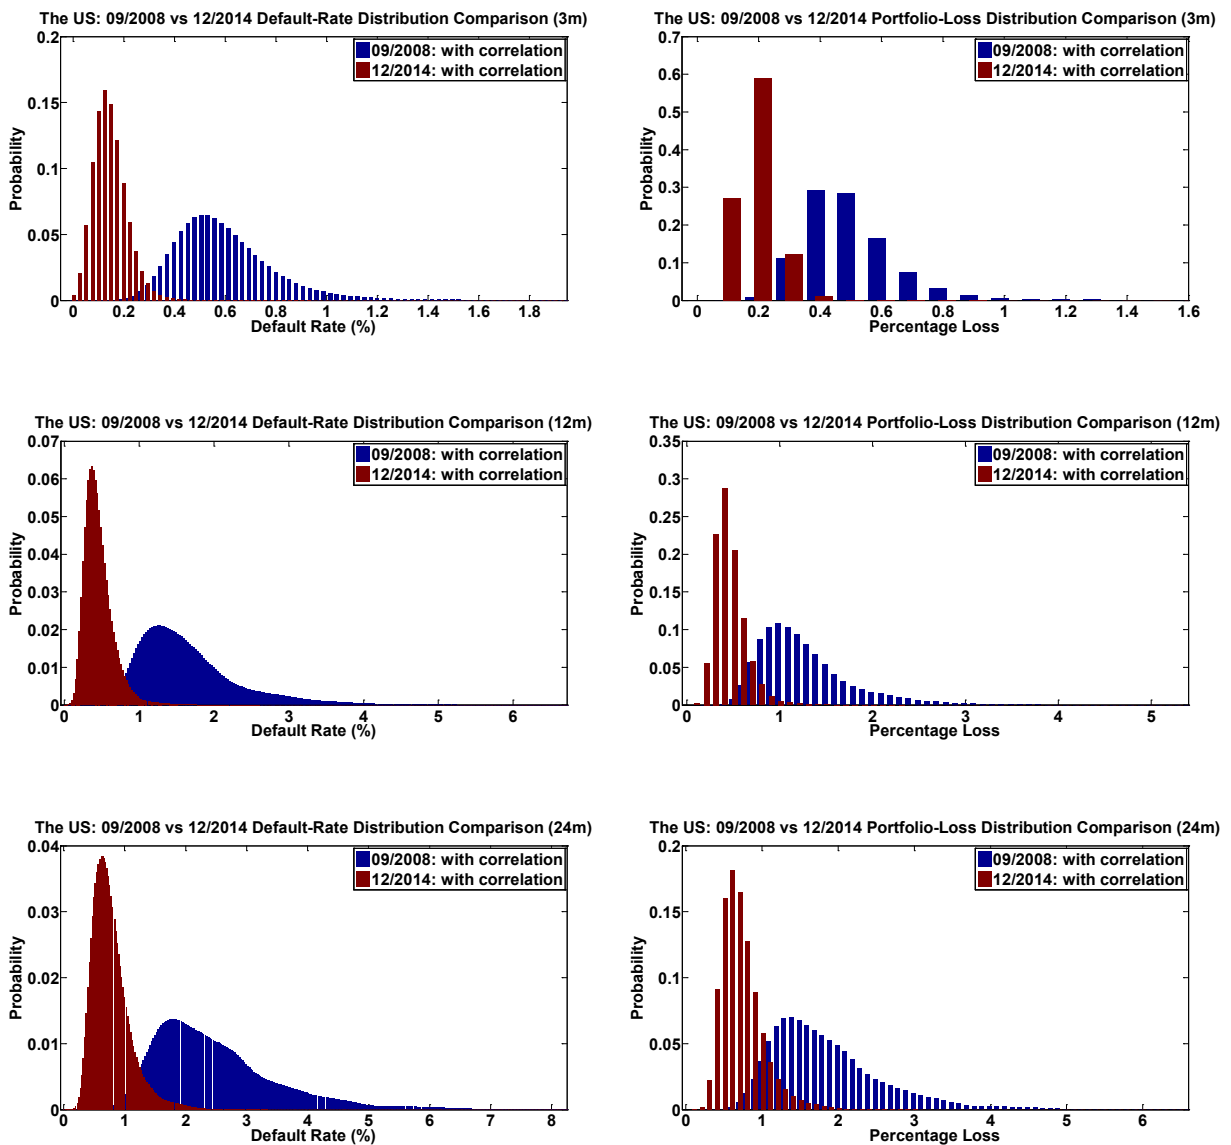 The US: 09/2008 vs 12/2014 Default-Rate Distribution Comparison (3m)
0.2
0.15
0.1
0.05
0
Probability
09/2008: with correlation
12/2014: with correlation
0 0.2 0.4 0.6 0.8 1 1.2 1.4 1.6 1.8
Default Rate (%)
The US: 09/2008 vs 12/2014 Portfolio-Loss Distribution Comparison (3m)
0.7
0.6
0.5
0.4
0.3
0.2
0.1
0
Probability
09/2008: with correlation
12/2014: with correlation
0 0.2 0.4 0.6 0.8 1 1.2 1.4 1.6
Percentage Loss
The US: 09/2008 vs 12/2014 Default-Rate Distribution Comparison (12m)
0.07
0.06
0.05
0.04
0.03
0.02
0.01
0
Probability
09/2008: with correlation
12/2014: with correlation
0 1 2 3 4 5 6
Default Rate (%)
The US: 09/2008 vs 12/2014 Portfolio-Loss Distribution Comparison (12m)
0.35
0.3
0.25
0.2
0.15
0.1
0.05
0
Probability
09/2008: with correlation
12/2014: with correlation
0 1 2 3 4 5
Percentage Loss
The US: 09/2008 vs 12/2014 Default-Rate Distribution Comparison (24m)
0.04
0.03
0.02
0.01
0
Probability
09/2008: with correlation
12/2014: with correlation
0 1 2 3 4 5 6 7 8
Default Rate (%)
The US: 09/2008 vs 12/2014 Portfolio-Loss Distribution Comparison (24m)
0.2
0.15
0.1
0.05
0
Probability
09/2008: with correlation
12/2014: with correlation
0 1 2 3 4 5 6
Percentage Loss